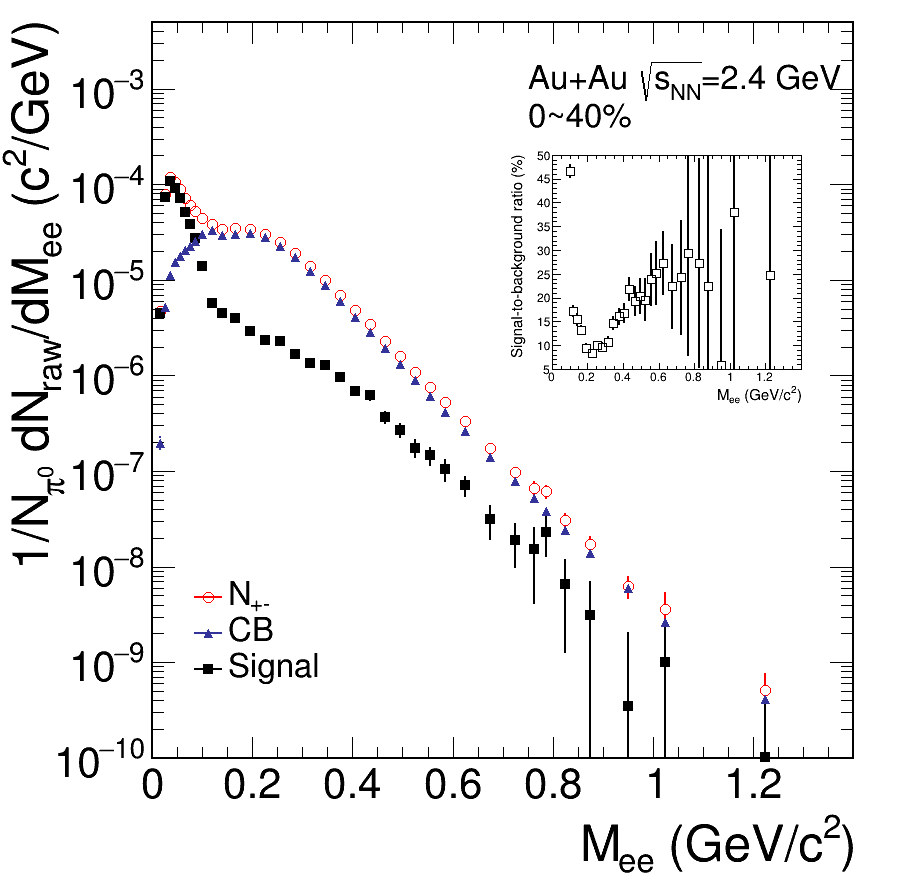 1/N_π⁰ dN_raw/dM_ee (c²/GeV)
10⁻³
10⁻⁴
10⁻⁵
10⁻⁶
10⁻⁷
10⁻⁸
10⁻⁹
10⁻¹⁰
Au+Au √s_NN=2.4 GeV
0~40%
Signal-to-background ratio (%)
50
45
40
35
30
25
20
15
10
5
0 0.2 0.4 0.6 0.8 1 1.2
M_ee (GeV/c²)
N_+-
CB
Signal
0 0.2 0.4 0.6 0.8 1 1.2
M_ee (GeV/c²)